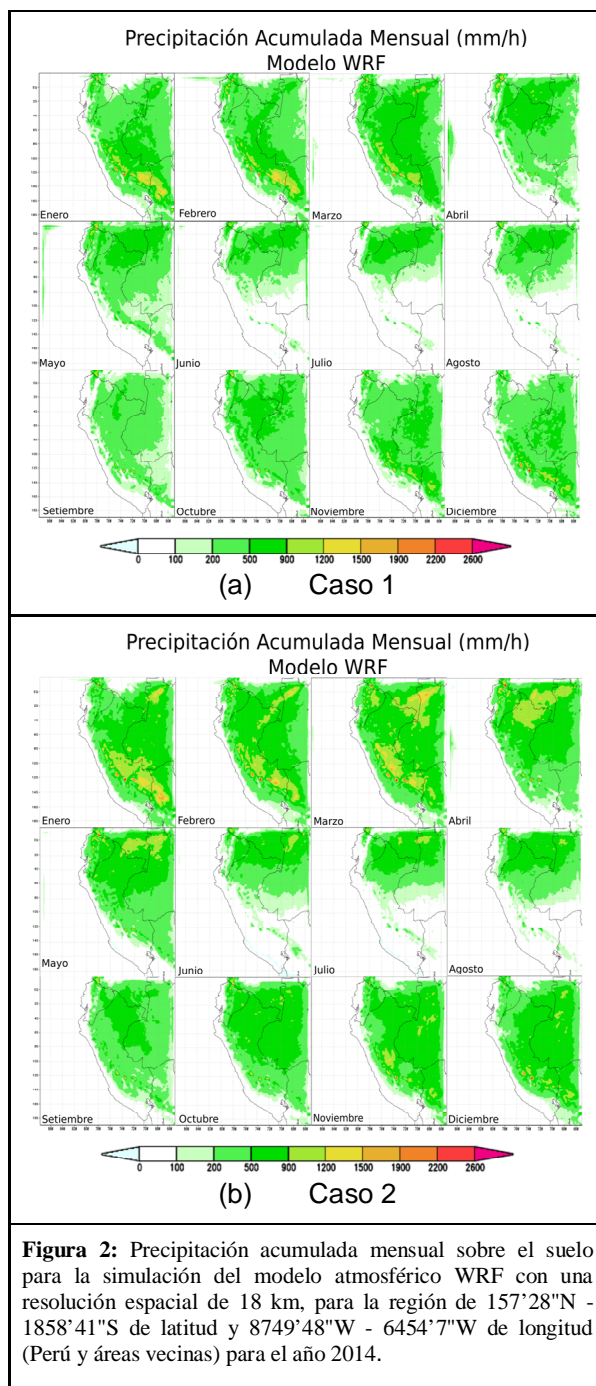 Precipitación Acumulada Mensual (mm/h)
Modelo WRF
Enero
Febrero
Marzo
Abril
Mayo
Junio
Julio
Agosto
Setiembre
Octubre
Noviembre
Diciembre
0 100 200 500 900 1200 1500 1900 2200 2600
(a) Caso 1
Precipitación Acumulada Mensual (mm/h)
Modelo WRF
Enero
Febrero
Marzo
Abril
Mayo
Junio
Julio
Agosto
Setiembre
Octubre
Noviembre
Diciembre
0 100 200 500 900 1200 1500 1900 2200 2600
(b) Caso 2
Figura 2: Precipitación acumulada mensual sobre el suelo
para la simulación del modelo atmosférico WRF con una
resolución espacial de 18 km, para la región de 157’28"N -
1858’41"S de latitud y 8749’48"W - 6454’7"W de longitud
(Perú y áreas vecinas) para el año 2014.